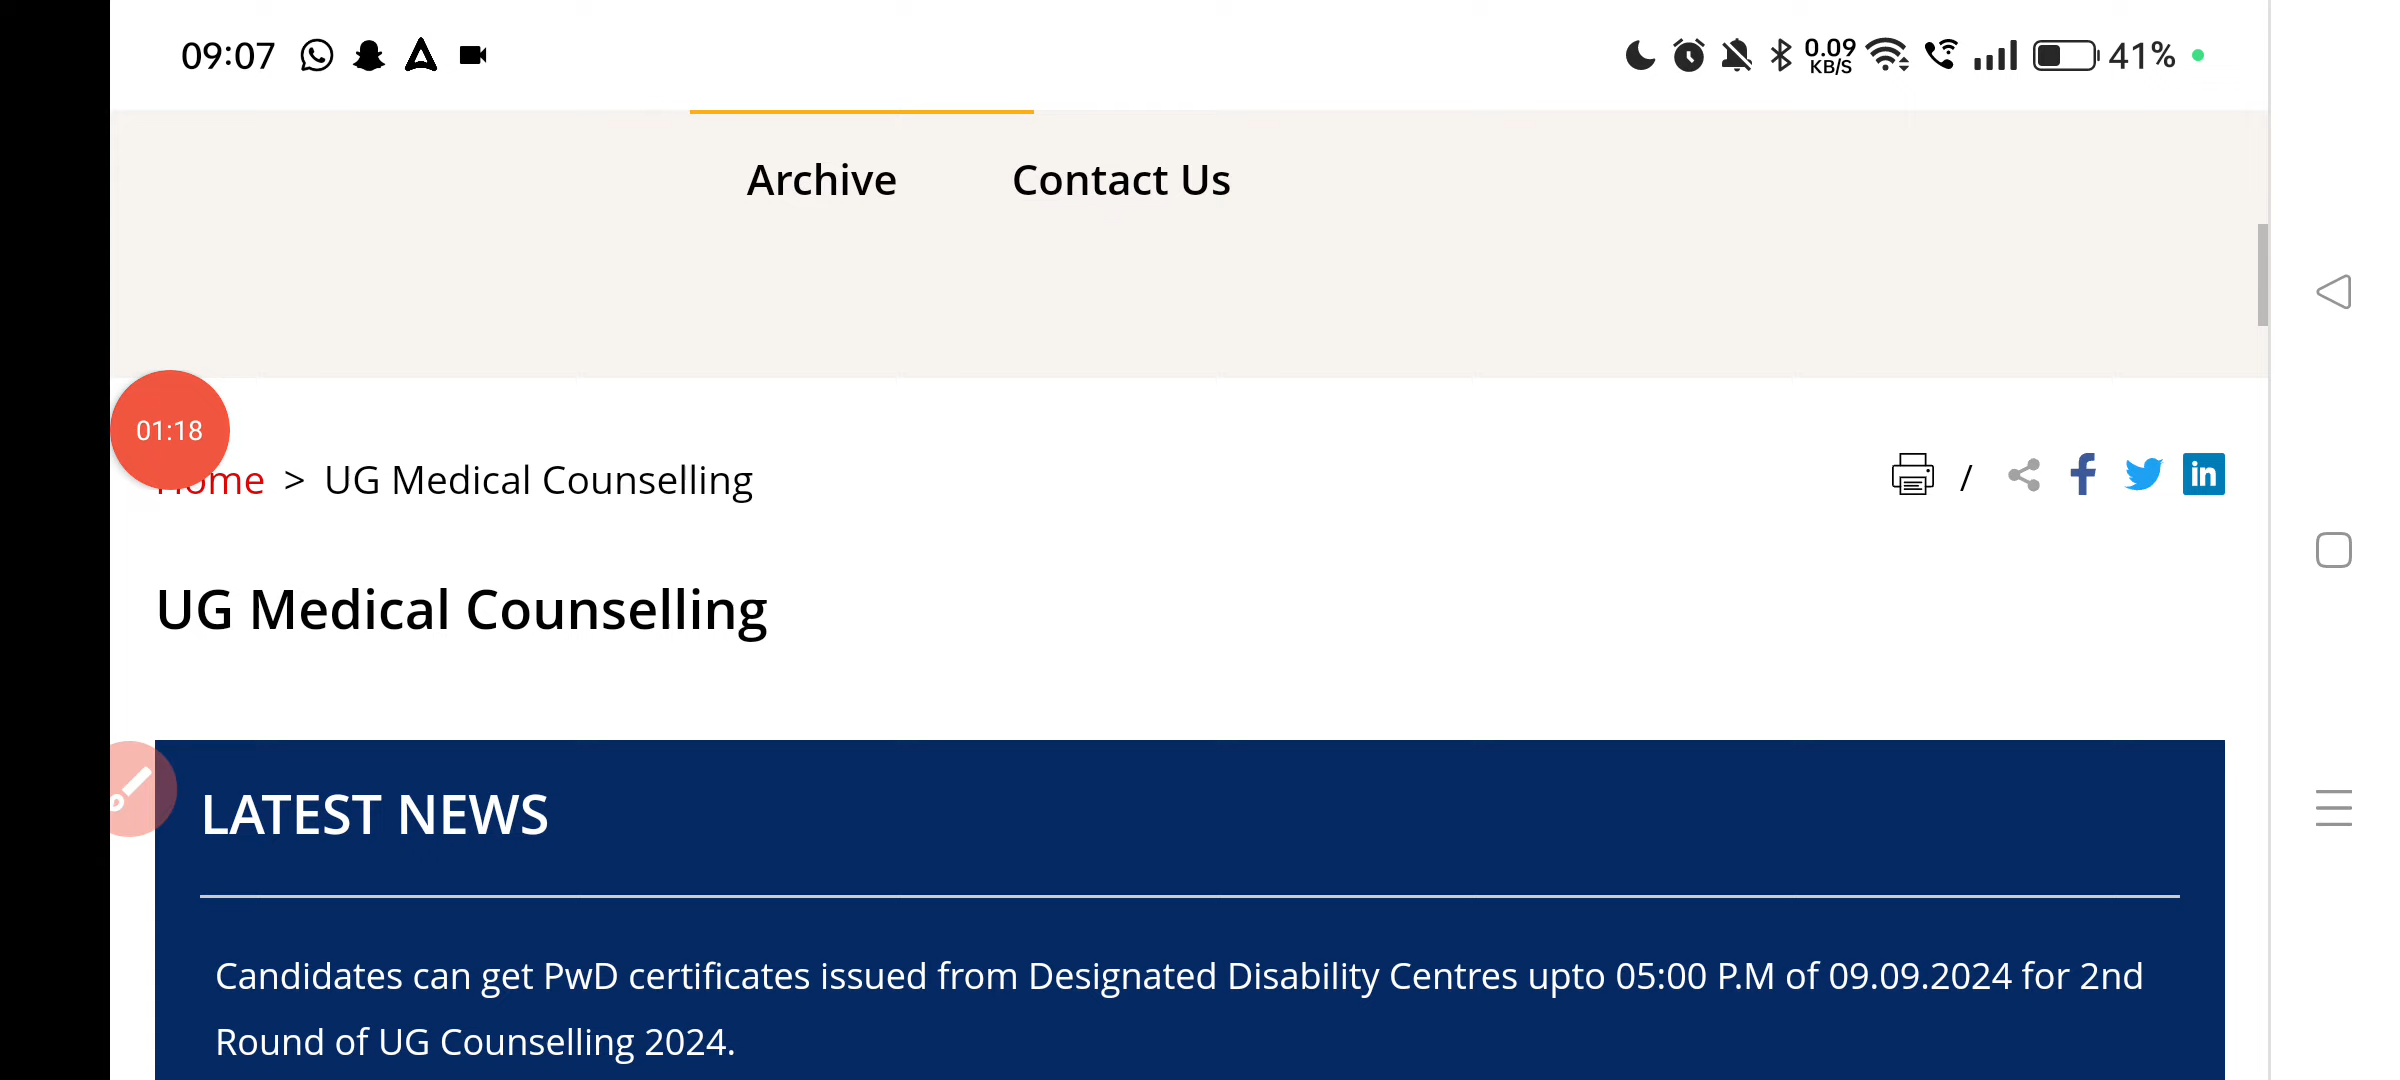 09:07 0.09 KB/S 41%
Archive Contact Us
01:18
Home > UG Medical Counselling / in
UG Medical Counselling
LATEST NEWS
Candidates can get PwD certificates issued from Designated Disability Centres upto 05:00 P.M of 09.09.2024 for 2nd
Round of UG Counselling 2024.